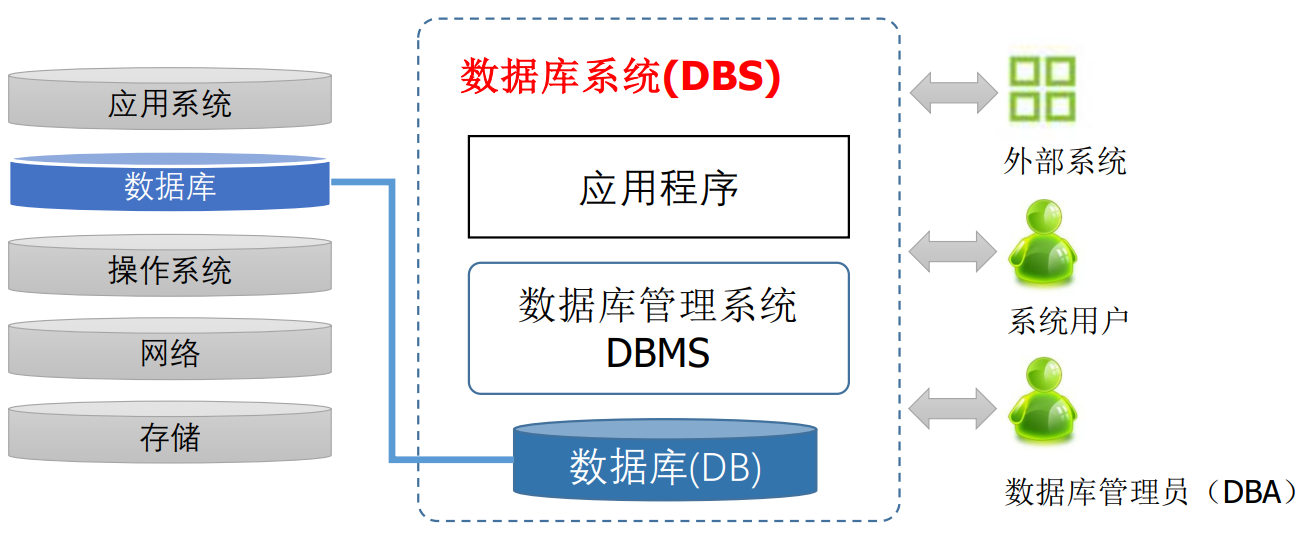 应用系统
数据库
操作系统
网络
存储
数据库系统(DBS)
应用程序
数据库管理系统
DBMS
数据库(DB)
外部系统
系统用户
数据库管理员（DBA）